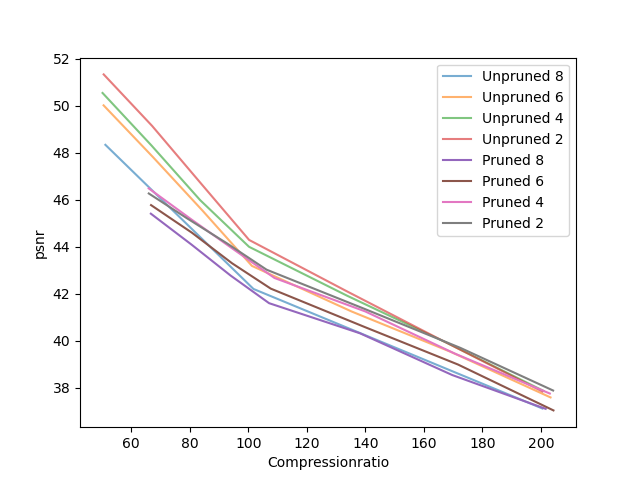 52
50
48
46
44
42
40
38
psnr
60
80
100
120
140
160
180
200
Compressionratio
Unpruned 8
Unpruned 6
Unpruned 4
Unpruned 2
Pruned 8
Pruned 6
Pruned 4
Pruned 2